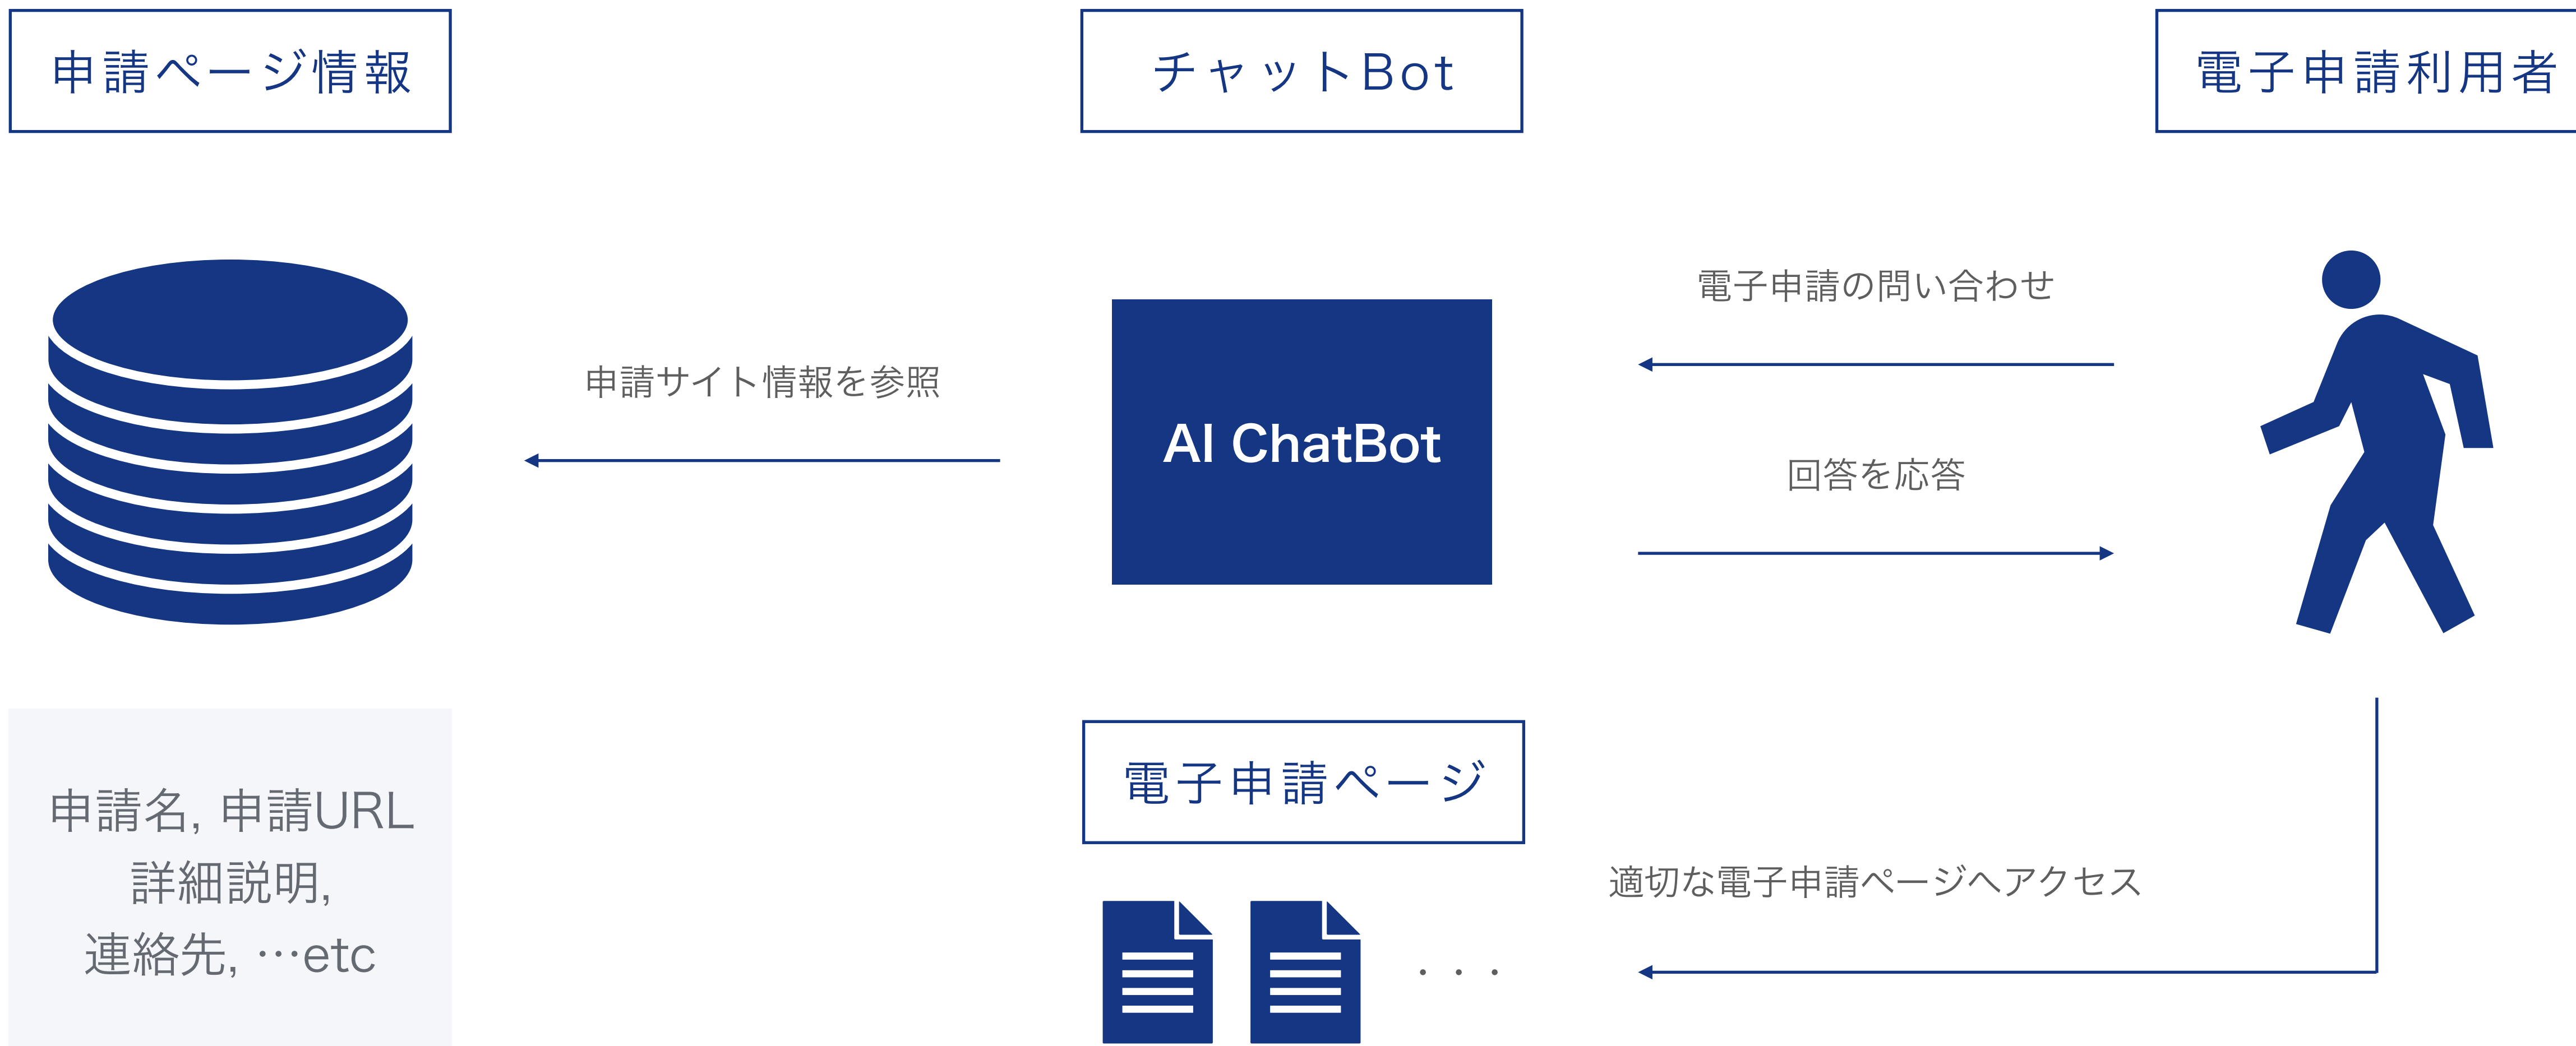 申請ページ情報
チャットBot
電子申請利用者
電子申請の問い合わせ
申請サイト情報を参照
AI ChatBot
回答を応答
電子申請ページ
申請名, 申請URL
詳細説明,
連絡先, …etc
適切な電子申請ページへアクセス
・・・